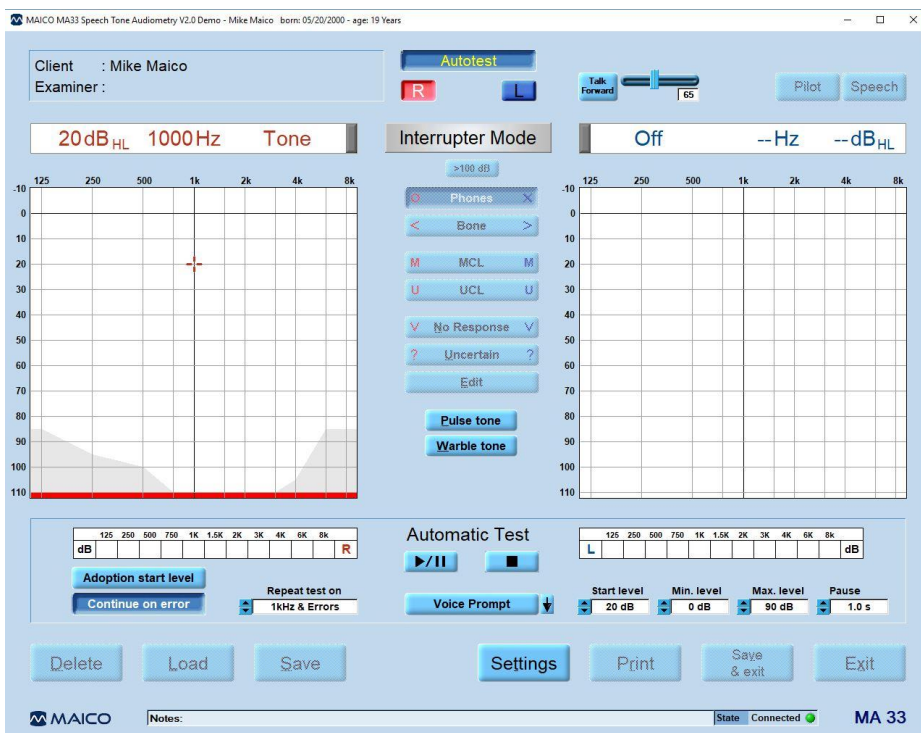 MAICO MA33 Speech Tone Audiometry V2.0 Demo - Mike Maico born: 05/20/2000 - age: 19 Years
Client : Mike Maico
Examiner :
Autotest
R L
Talk Forward
65
Pilot Speech
20 dB HL 1000 Hz Tone
Interrupter Mode
Off --Hz --dB HL
>100 dB
125 250 500 1k 2k 4k 8k
-10
0
10
20
30
40
50
60
70
80
90
100
110
O Phones X
< Bone >
M MCL M
U UCL U
V No Response V
? Uncertain ?
Edit
Pulse tone
Warble tone
125 250 500 1k 2k 4k 8k
-10
0
10
20
30
40
50
60
70
80
90
100
110
125 250 500 750 1K 1.5K 2K 3K 4K 6K 8k
dB R
Adoption start level
Continue on error
Repeat test on
1kHz & Errors
Automatic Test
Voice Prompt
125 250 500 750 1K 1.5K 2K 3K 4K 6K 8k
L dB
Start level Min. level Max. level Pause
20 dB 0 dB 90 dB 1.0 s
Delete Load Save Settings Print Save & exit Exit
MAICO Notes: State Connected MA 33